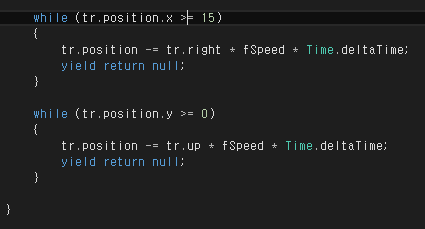 while (tr.position.x >= 15)
{
tr.position -= tr.right * fSpeed * Time.deltaTime;
yield return null;
}
while (tr.position.y >= 0)
{
tr.position -= tr.up * fSpeed * Time.deltaTime;
yield return null;
}
}